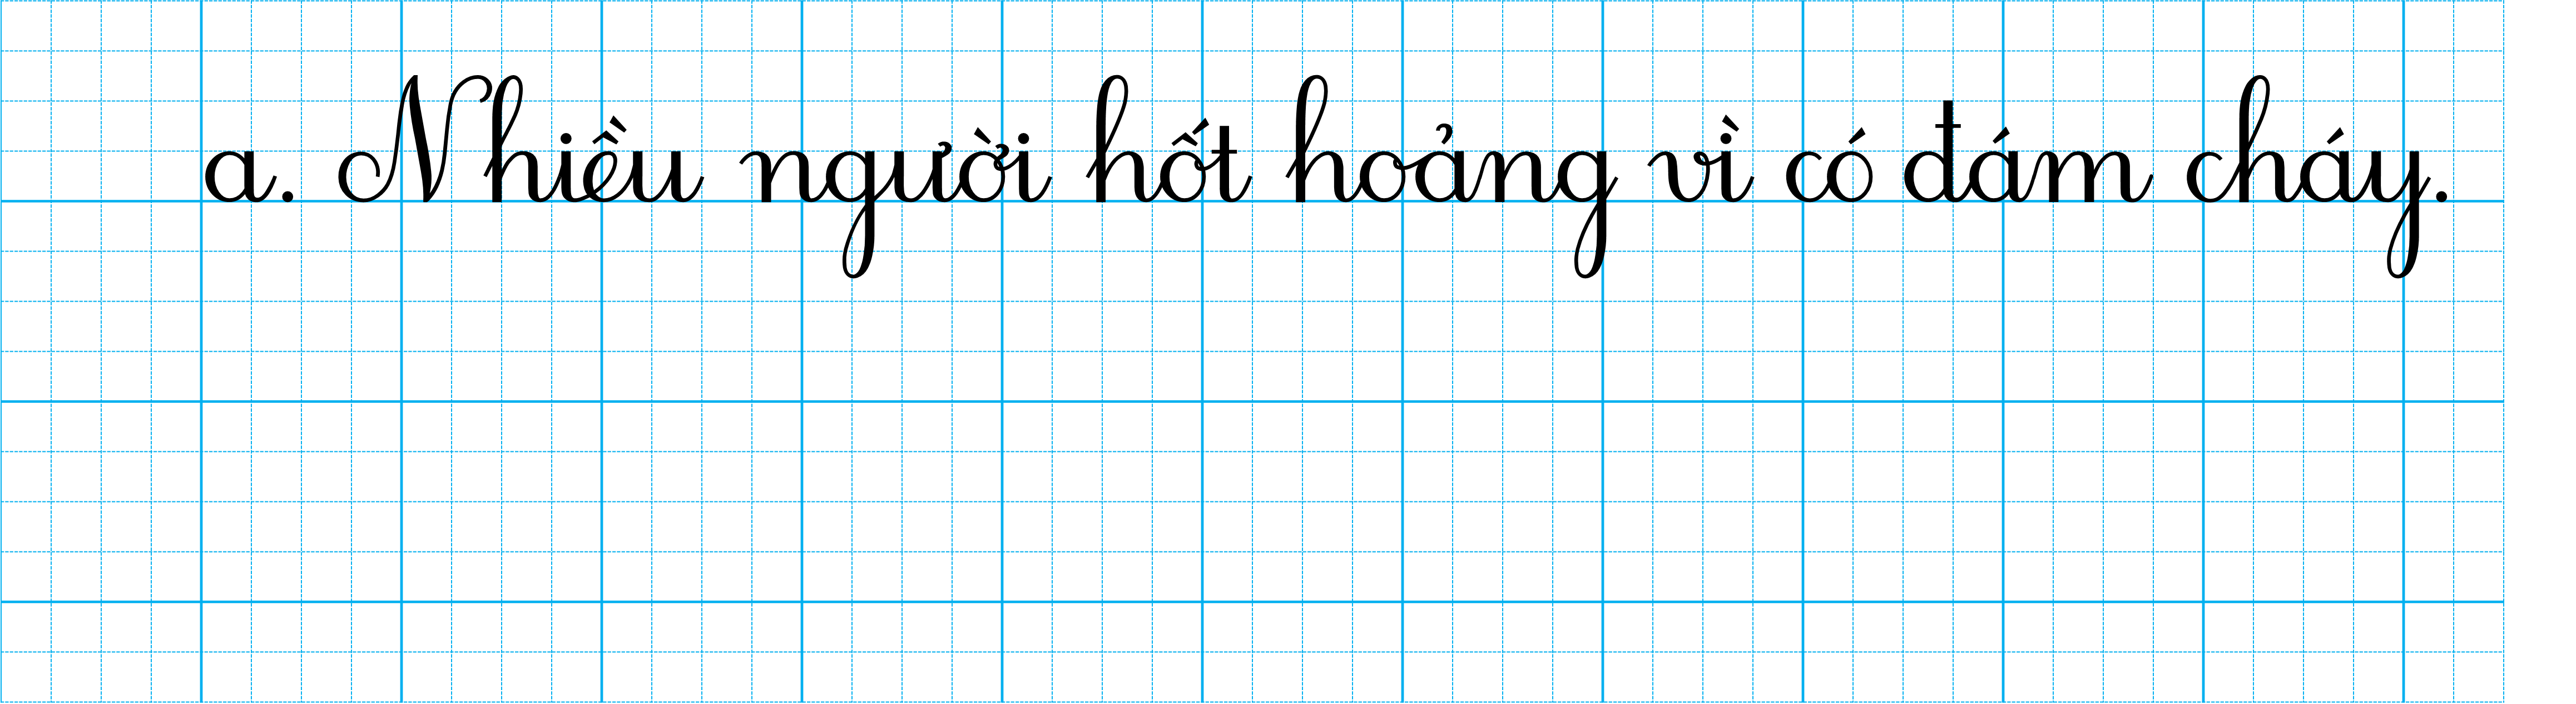 a. Nhiều người hốt hoảng vì có đám cháy.